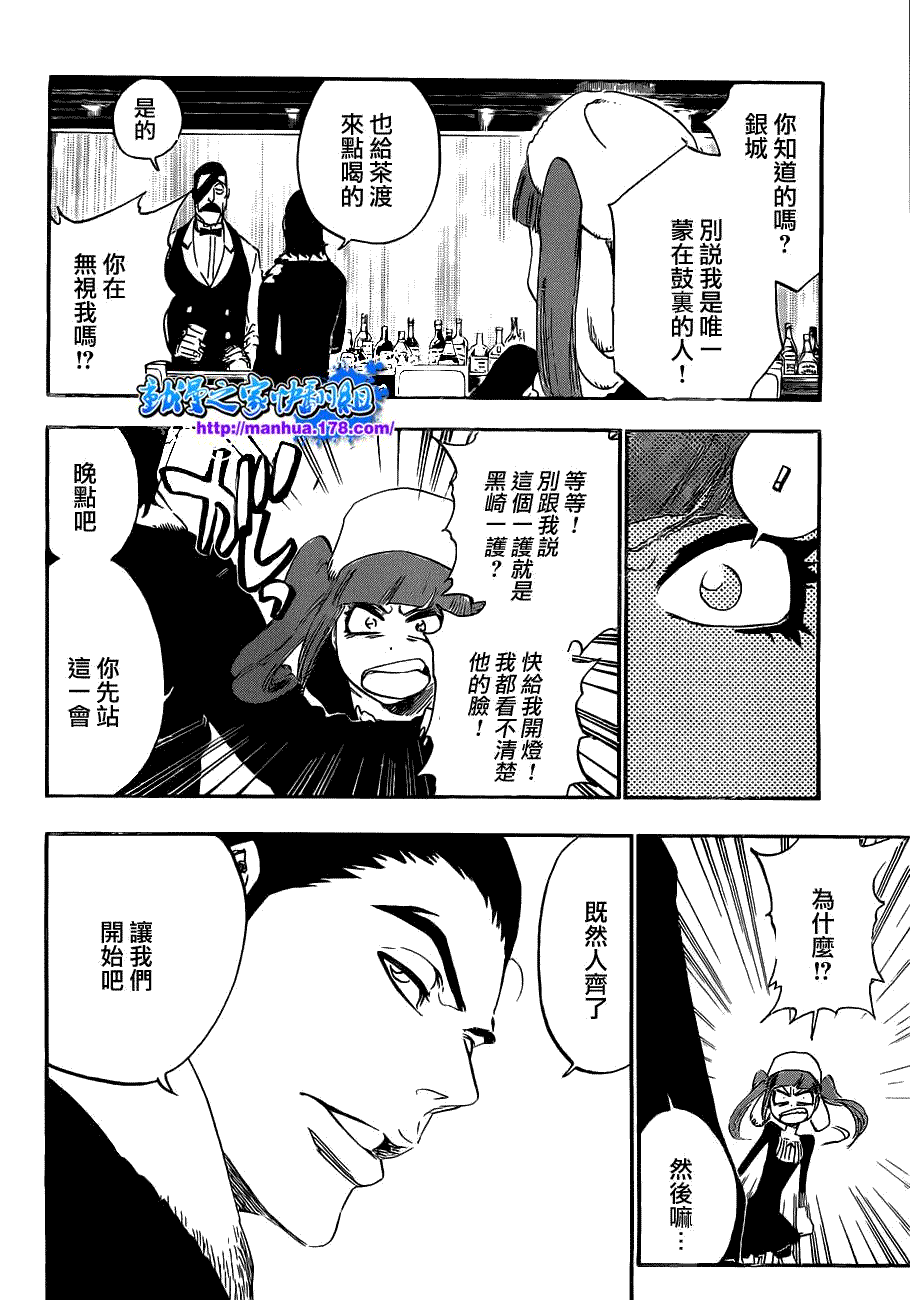 你知道的嗎?
銀城
別説我是唯一
蒙在鼓裏的人!
也給茶渡
來點喝的
是的
你在
無視我嗎!?
動漫之家快翻組
http://manhua.178.com/
!
等等!
別跟我説
這個一護就是
黑崎一護?
快給我開燈!
我都看不清楚
他的臉!
晚點吧
你先站
這一會
為什麼!?
然後嘛…
既然人齊了
讓我們
開始吧